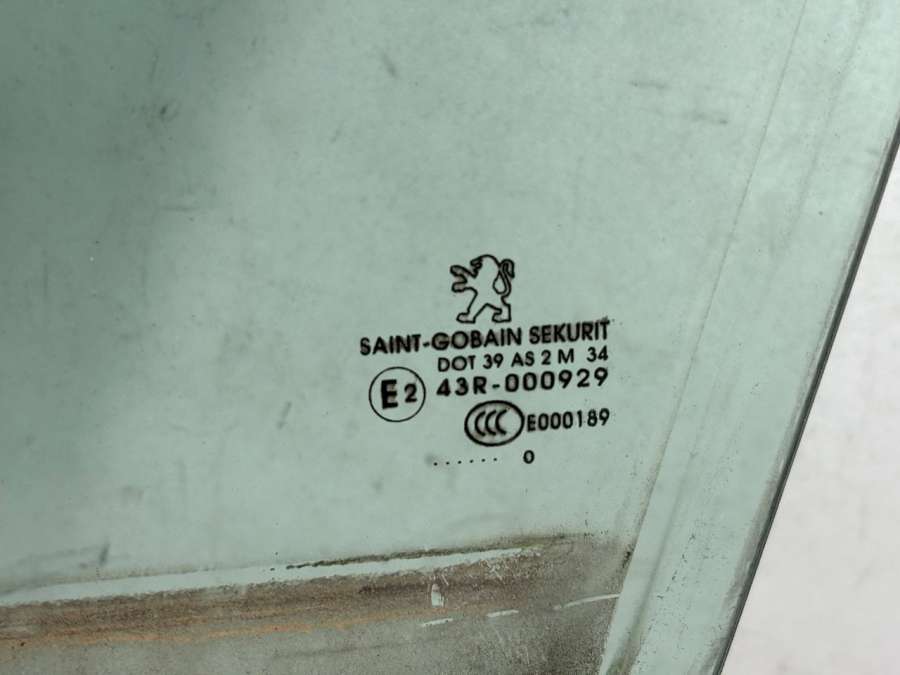 SAINT-GOBAIN SEKURIT
DOT 39 AS 2 M 34
E2 43R-000929
CCC E000189
...... 0